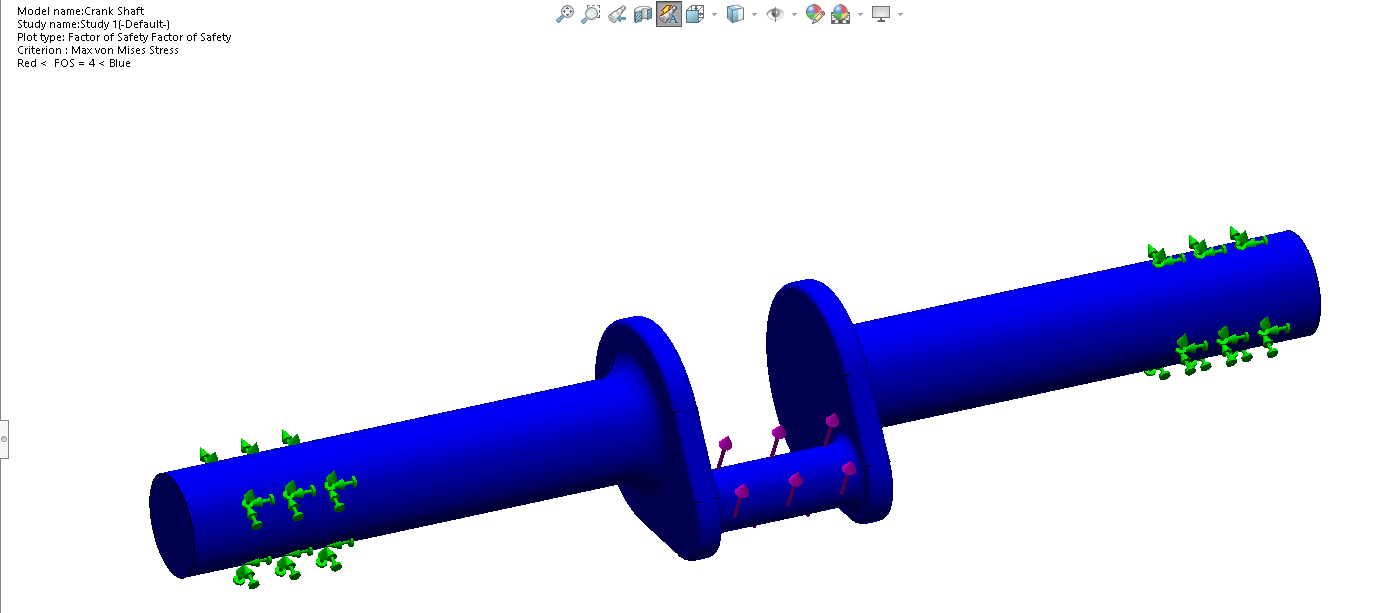 Model name:Crank Shaft
Study name:Study 1(-Default-)
Plot type: Factor of Safety Factor of Safety
Criterion : Max von Mises Stress
Red <  FOS = 4 < Blue